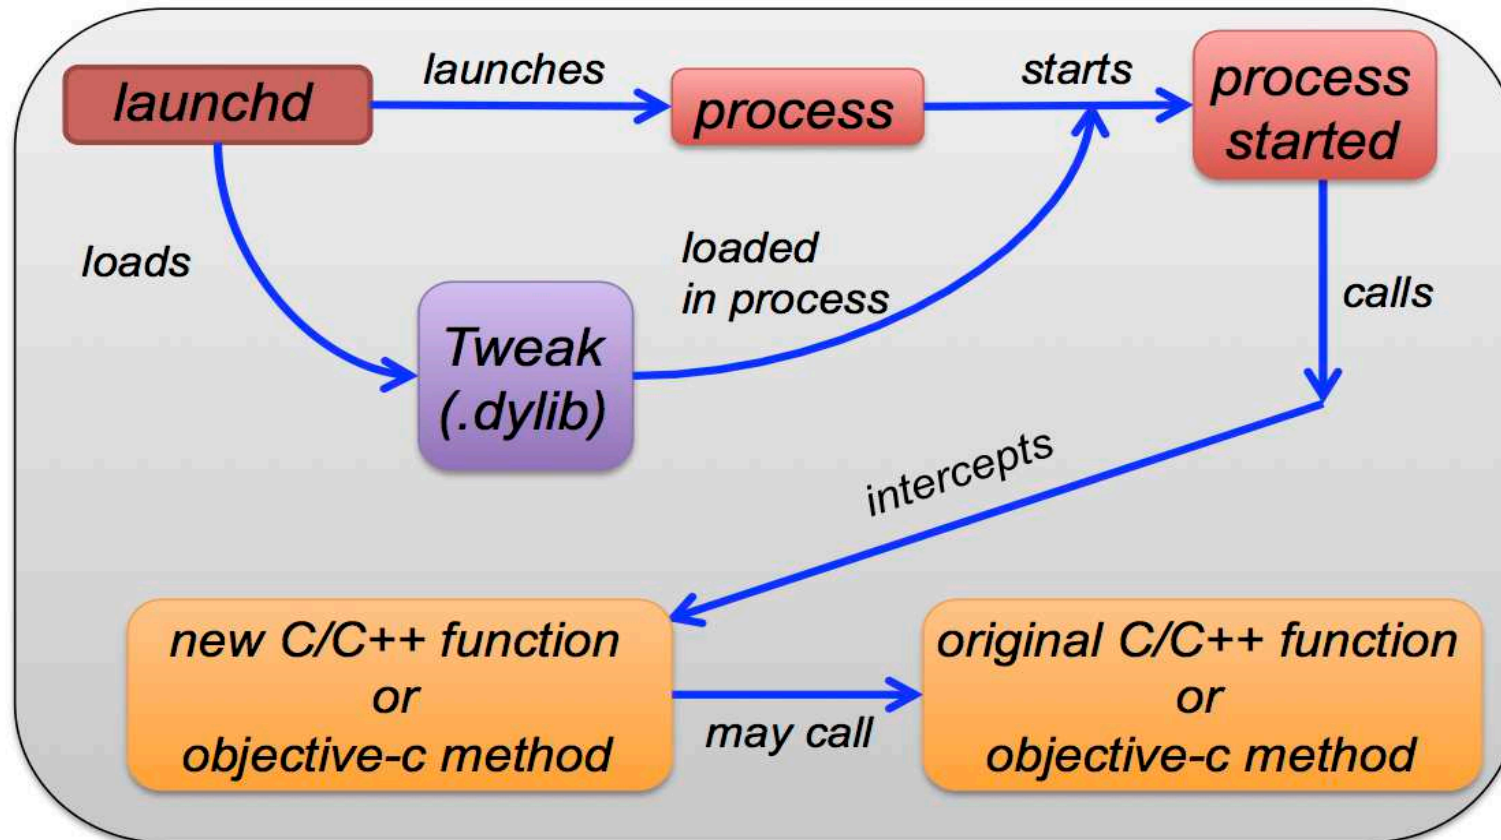 launchd
launches
process
starts
process
started
loads
loaded
in process
calls
Tweak
(.dylib)
intercepts
new C/C++ function
or
objective-c method
may call
original C/C++ function
or
objective-c method